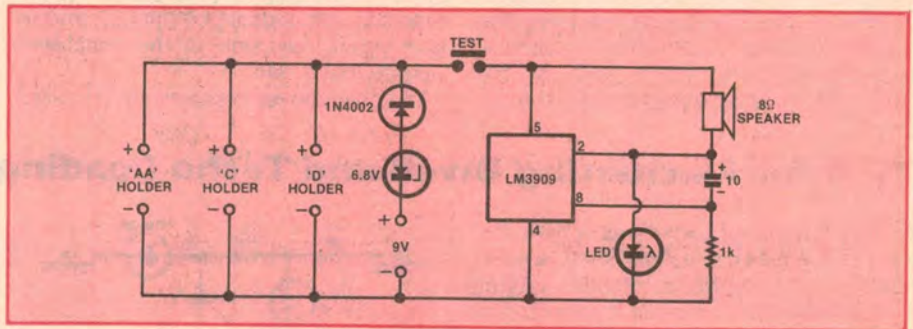 TEST
1N4002
8Ω
SPEAKER
5
2
+
+
+
+
'AA'
HOLDER
'C'
HOLDER
'D'
HOLDER
6.8V
LM3909
10
−
−
−
−
+
8
9V
4
LED
λ
1k
−